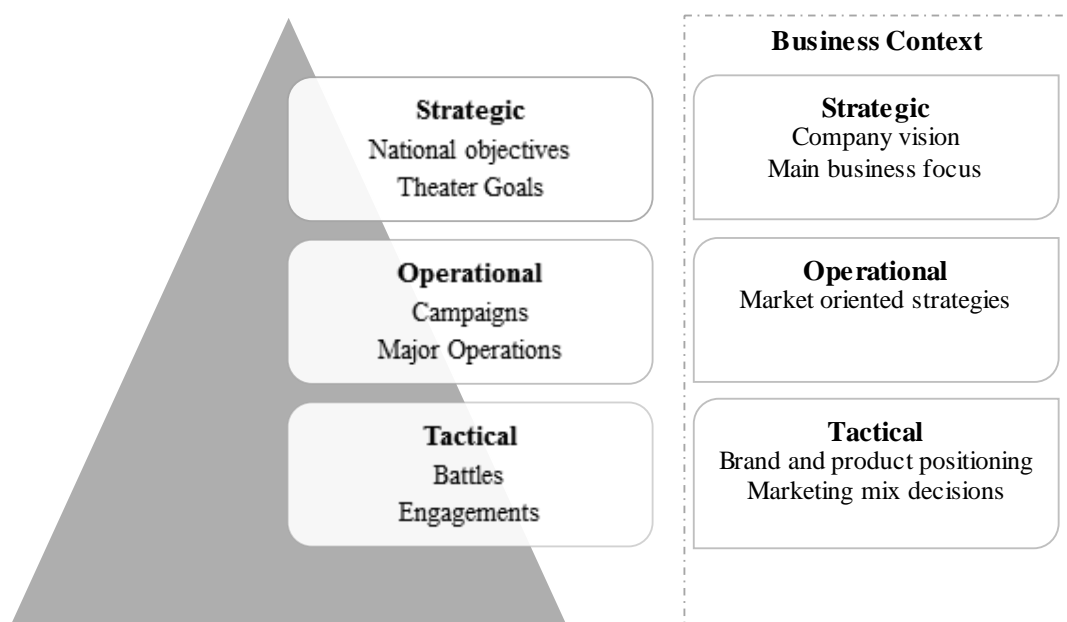 Business Context
Strategic
National objectives
Theater Goals
Strategic
Company vision
Main business focus
Operational
Campaigns
Major Operations
Operational
Market oriented strategies
Tactical
Battles
Engagements
Tactical
Brand and product positioning
Marketing mix decisions